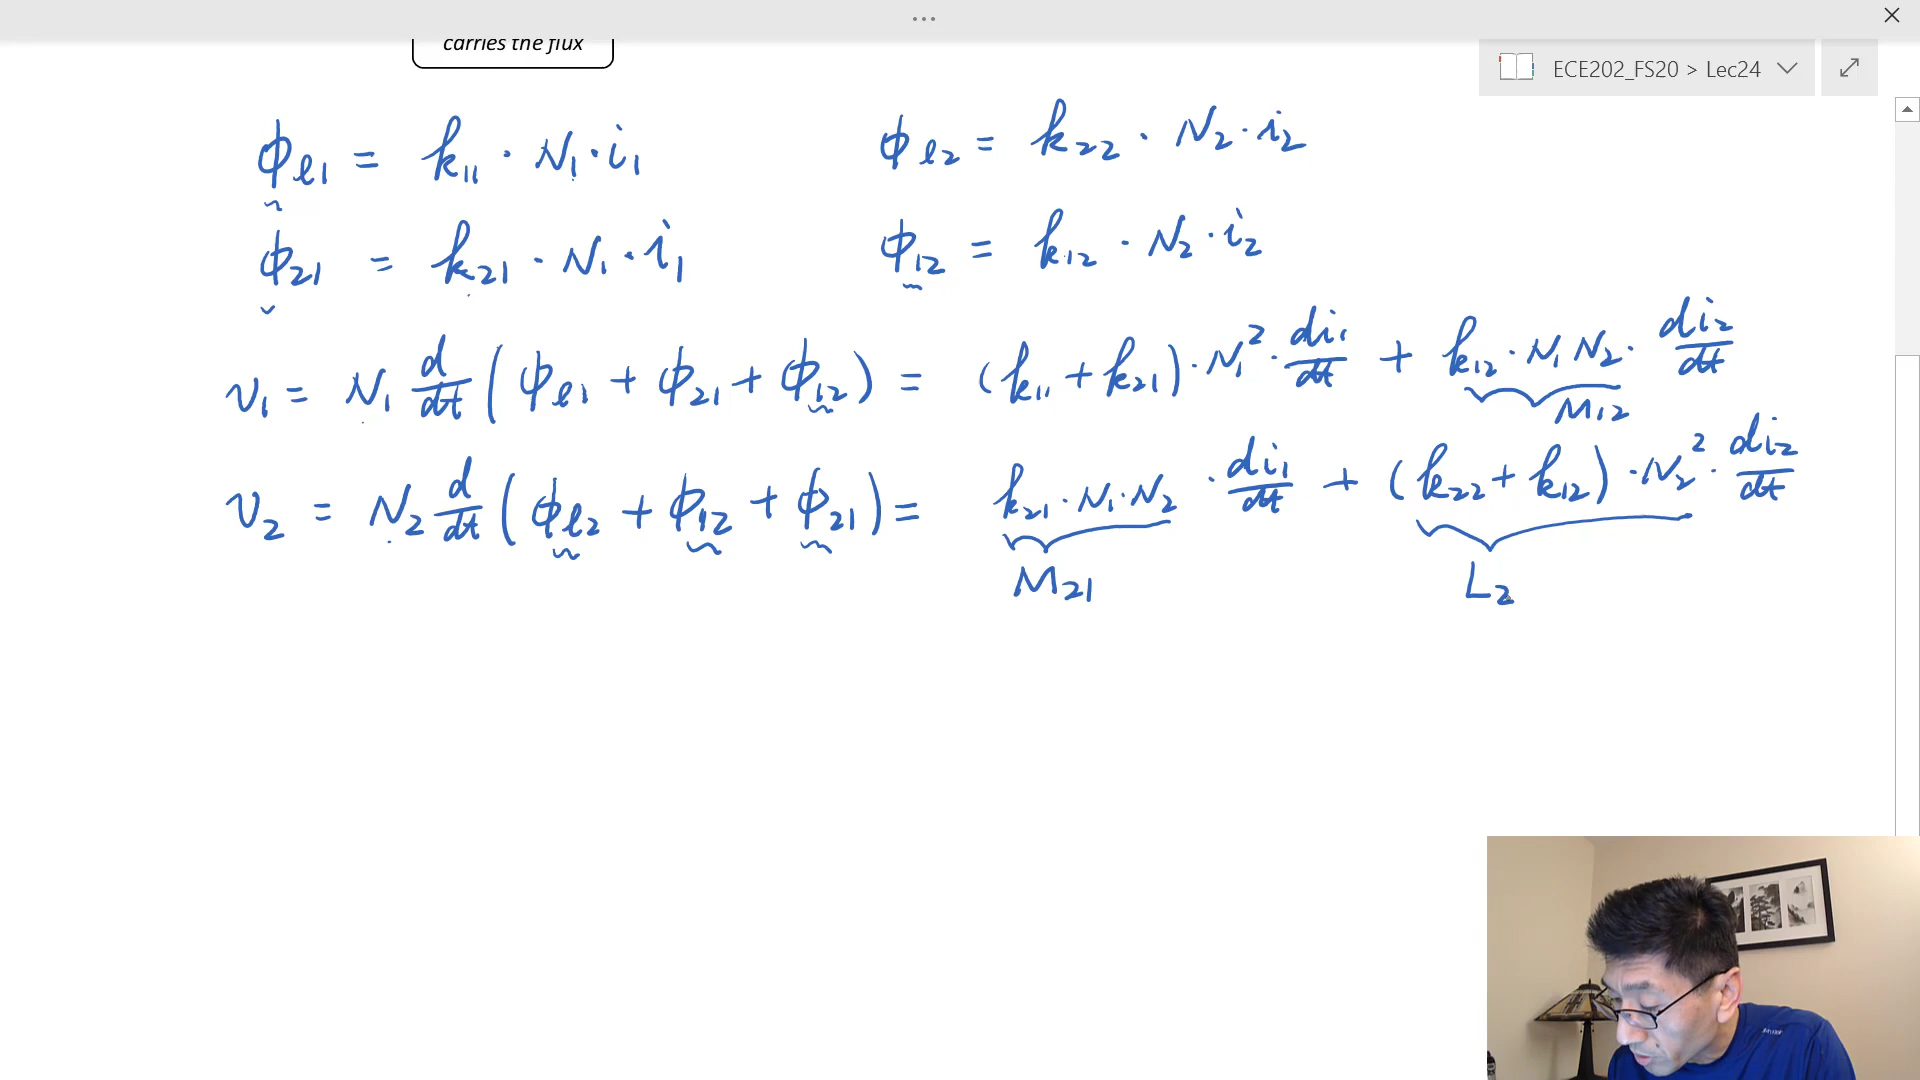 carries the flux
ECE202_FS20 > Lec24
ϕℓ1 = k11 · N1 · i1
ϕℓ2 = k22 · N2 · i2
ϕ21 = k21 · N1 · i1
ϕ12 = k12 · N2 · i2
v1 = N1 d/dt (ϕℓ1 + ϕ21 + ϕ12) = (k11 + k21) · N1² · di1/dt + k12 · N1 N2 · di2/dt
M12
v2 = N2 d/dt (ϕℓ2 + ϕ12 + ϕ21) = k21 · N1 · N2 · di1/dt + (k22 + k12) · N2² · di2/dt
M21
L2